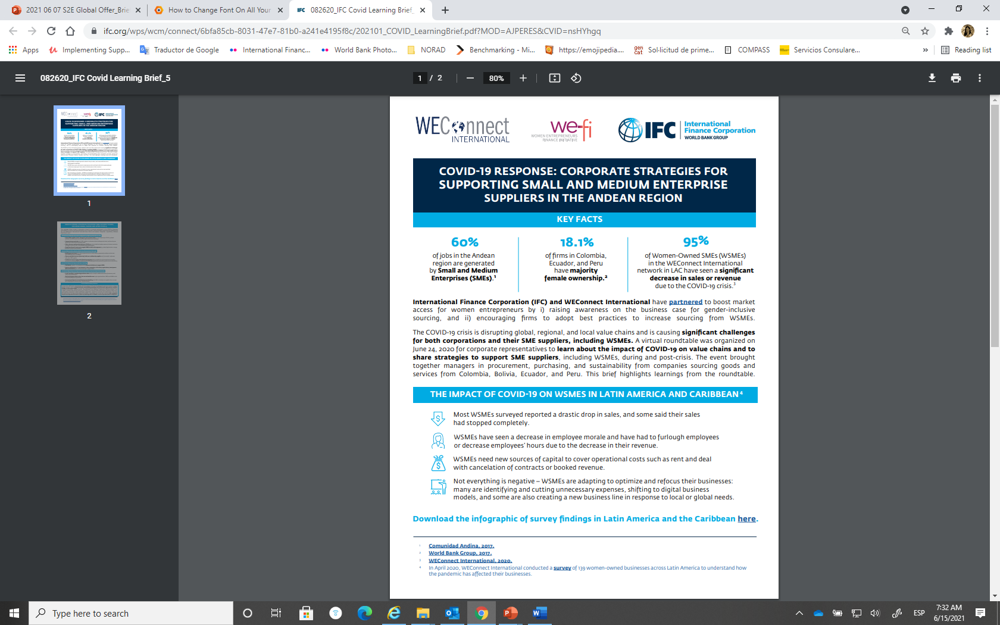 2021 06 07 S2E Global Offer_Brie
How to Change Font On All Your
IFC 082620_IFC Covid Learning Brief_
ifc.org/wps/wcm/connect/6bfa85cb-8031-47e7-81b0-a241e4195f8c/202101_COVID_LearningBrief.pdf?MOD=AJPERES&CVID=nsHYhgq
Apps Implementing Supp... Traductor de Google International Financ... World Bank Photo... NORAD Benchmarking - Mi... https://emojipedia.... gen cat Sol·licitud de prime... COMPASS Servicios Consulare... » Reading list
082620_IFC Covid Learning Brief_5
1 / 2 80%
1
2
WEConnect
INTERNATIONAL
we-fi
WOMEN ENTREPRENEURS
FINANCE INITIATIVE
IFC International
Finance Corporation
WORLD BANK GROUP
COVID-19 RESPONSE: CORPORATE STRATEGIES FOR
SUPPORTING SMALL AND MEDIUM ENTERPRISE
SUPPLIERS IN THE ANDEAN REGION
KEY FACTS
60%
of jobs in the Andean
region are generated
by Small and Medium
Enterprises (SMEs).¹
18.1%
of firms in Colombia,
Ecuador, and Peru
have majority
female ownership.²
95%
of Women-Owned SMEs (WSMEs)
in the WEConnect International
network in LAC have seen a significant
decrease in sales or revenue
due to the COVID-19 crisis.³
International Finance Corporation (IFC) and WEConnect International have partnered to boost market
access for women entrepreneurs by i) raising awareness on the business case for gender-inclusive
sourcing, and ii) encouraging firms to adopt best practices to increase sourcing from WSMEs.
The COVID-19 crisis is disrupting global, regional, and local value chains and is causing significant challenges
for both corporations and their SME suppliers, including WSMEs. A virtual roundtable was organized on
June 24, 2020 for corporate representatives to learn about the impact of COVID-19 on value chains and to
share strategies to support SME suppliers, including WSMEs, during and post-crisis. The event brought
together managers in procurement, purchasing, and sustainability from companies sourcing goods and
services from Colombia, Bolivia, Ecuador, and Peru. This brief highlights learnings from the roundtable.
THE IMPACT OF COVID-19 ON WSMES IN LATIN AMERICA AND CARIBBEAN ⁴
Most WSMEs surveyed reported a drastic drop in sales, and some said their sales
had stopped completely.
WSMEs have seen a decrease in employee morale and have had to furlough employees
or decrease employees' hours due to the decrease in their revenue.
WSMEs need new sources of capital to cover operational costs such as rent and deal
with cancelation of contracts or booked revenue.
Not everything is negative – WSMEs are adapting to optimize and refocus their businesses:
many are identifying and cutting unnecessary expenses, shifting to digital business
models, and some are also creating a new business line in response to local or global needs.
Download the infographic of survey findings in Latin America and the Caribbean here.
¹ Comunidad Andina, 2017.
² World Bank Group, 2017.
³ WEConnect International, 2020.
⁴ In April 2020, WEConnect International conducted a survey of 139 women-owned businesses across Latin America to understand how
the pandemic has affected their businesses.
Type here to search
ESP
7:32 AM
6/15/2021